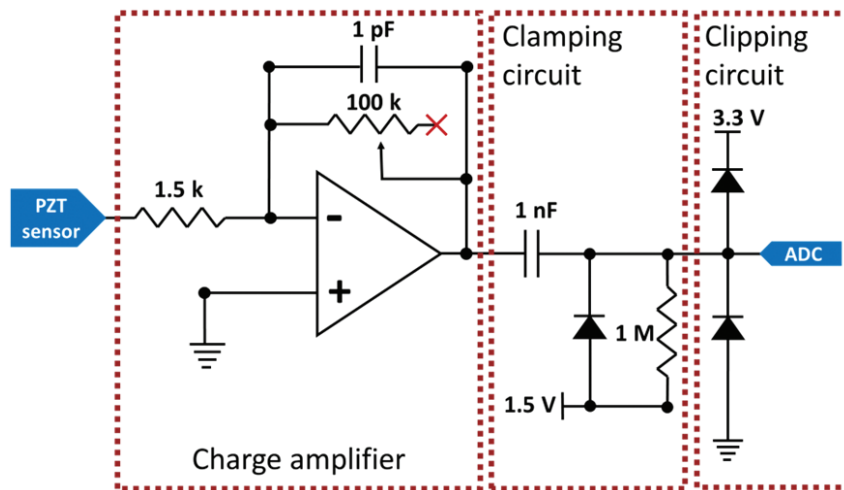 1 pF
100 k
PZT
sensor
1.5 k
-
+
Charge amplifier
Clamping
circuit
1 nF
1 M
1.5 V
Clipping
circuit
3.3 V
ADC